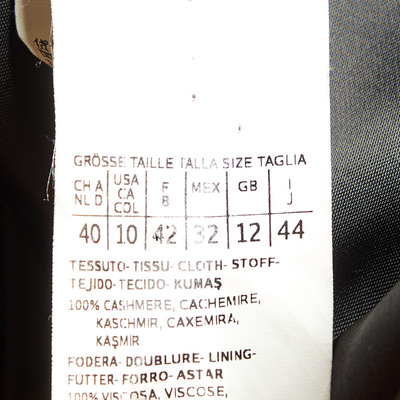 GRÖSSE TAILLE TALLA SIZE TAGLIA
CH A NL D | USA CA COL | F B | MEX | GB | I J
40 | 10 | 42 | 32 | 12 | 44
TESSUTO- TISSU- CLOTH- STOFF-
TEJIDO- TECIDO- KUMAŞ
100% CASHMERE, CACHEMIRE,
KASCHMIR, CAXEMIRA,
KAŞMİR
FODERA- DOUBLURE- LINING-
FUTTER- FORRO- ASTAR
100% VISCOSA, VISCOSE,